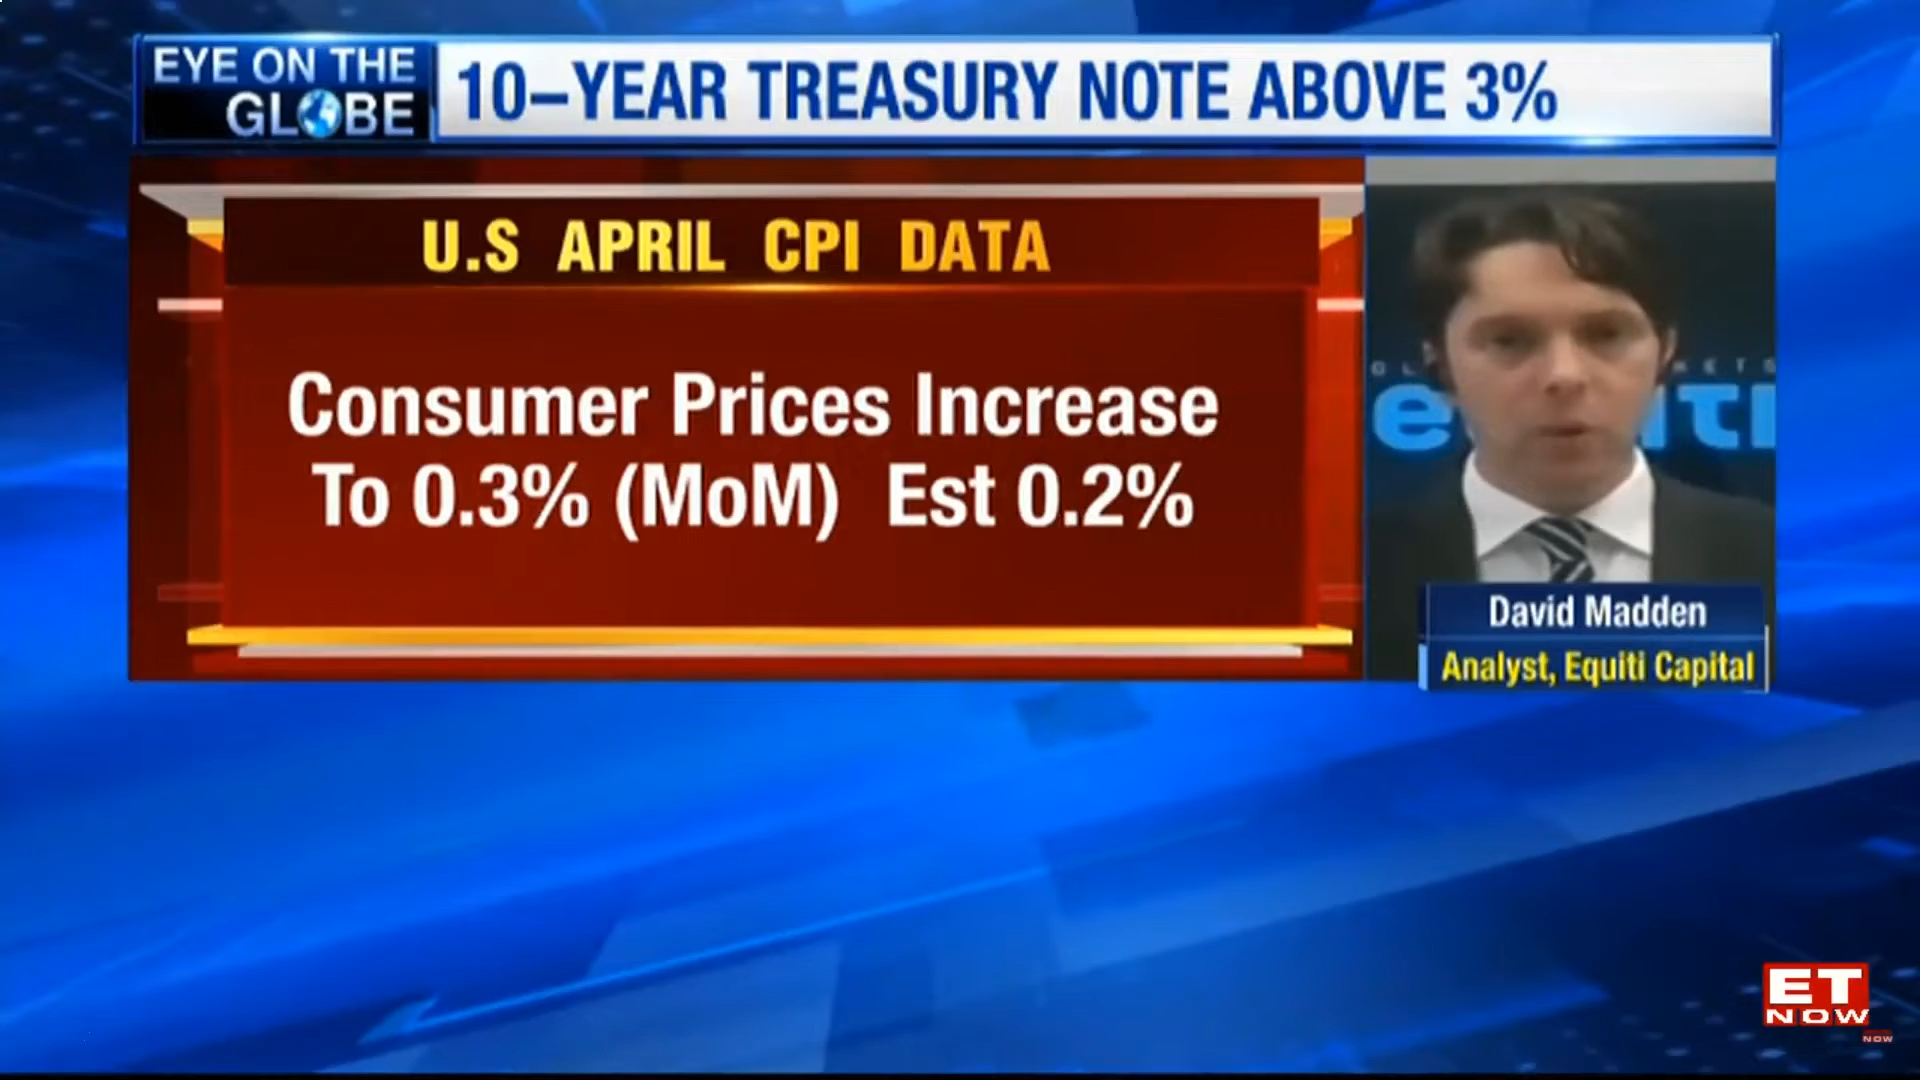 EYE ON THE
GLOBE
10-YEAR TREASURY NOTE ABOVE 3%
U.S APRIL CPI DATA
Consumer Prices Increase
To 0.3% (MoM) Est 0.2%
David Madden
Analyst, Equiti Capital
ET
NOW
NOW